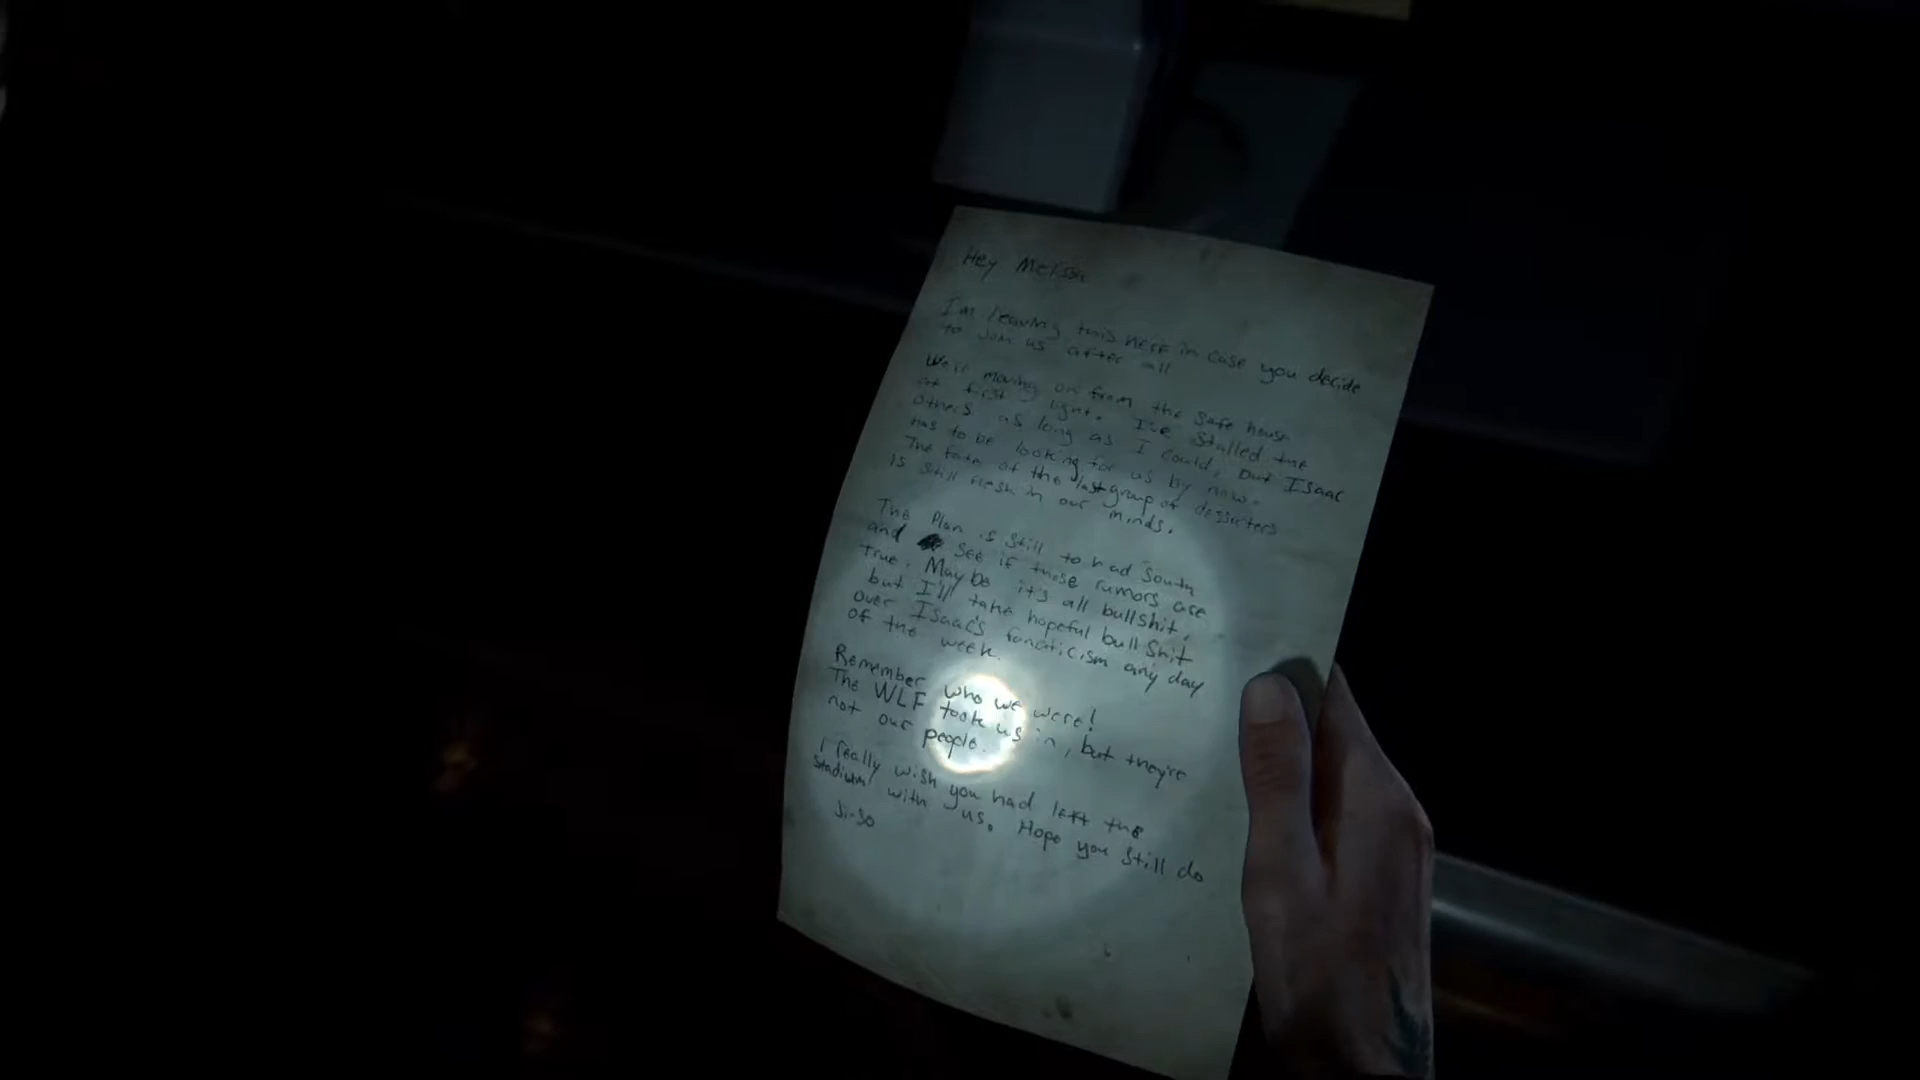 Hey Melissa
I'm leaving this here in case you decide
to join us after all
We're moving on from the safe house
at first light. I've stalled the
others as long as I could, but Isaac
has to be looking for us by now.
The fate of the last group of
is still fresh in our minds.
The Plan is still to had South
and see if those rumors are
true. Maybe it's all bullshit,
but I'll take hopeful bullshit
over Isaac's fanaticism any day
of the week.
Remember who we were!
The WLF took us in, but they're
not our people.
I really wish you had left the
stadium with us. Hope you still do
Ji-So